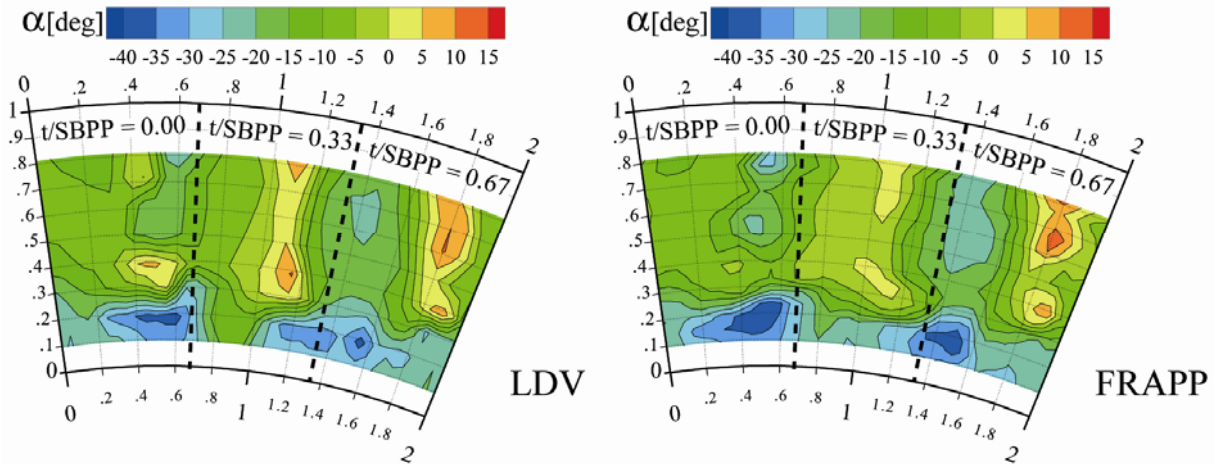 α[deg]
-40 -35 -30 -25 -20 -15 -10 -5 0 5 10 15
0 .2 .4 .6 .8 1 1.2 1.4 1.6 1.8 2
1
.9
.8
.7
.6
.5
.4
.3
.2
.1
0
t/SBPP = 0.00
t/SBPP = 0.33
t/SBPP = 0.67
0 .2 .4 .6 .8 1 1.2 1.4 1.6 1.8 2
LDV
α[deg]
-40 -35 -30 -25 -20 -15 -10 -5 0 5 10 15
0 .2 .4 .6 .8 1 1.2 1.4 1.6 1.8 2
1
.9
.8
.7
.6
.5
.4
.3
.2
.1
0
t/SBPP = 0.00
t/SBPP = 0.33
t/SBPP = 0.67
0 .2 .4 .6 .8 1 1.2 1.4 1.6 1.8 2
FRAPP